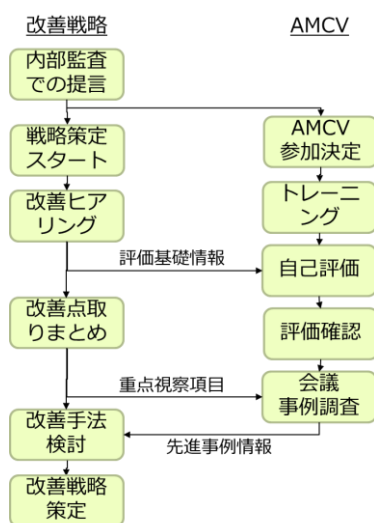 改善戦略
AMCV
内部監査
での提言
戦略策定
スタート
AMCV
参加決定
改善ヒア
リング
トレーニ
ング
評価基礎情報
自己評価
改善点取
りまとめ
評価確認
重点視察項目
会議
事例調査
改善手法
検討
先進事例情報
改善戦略
策定